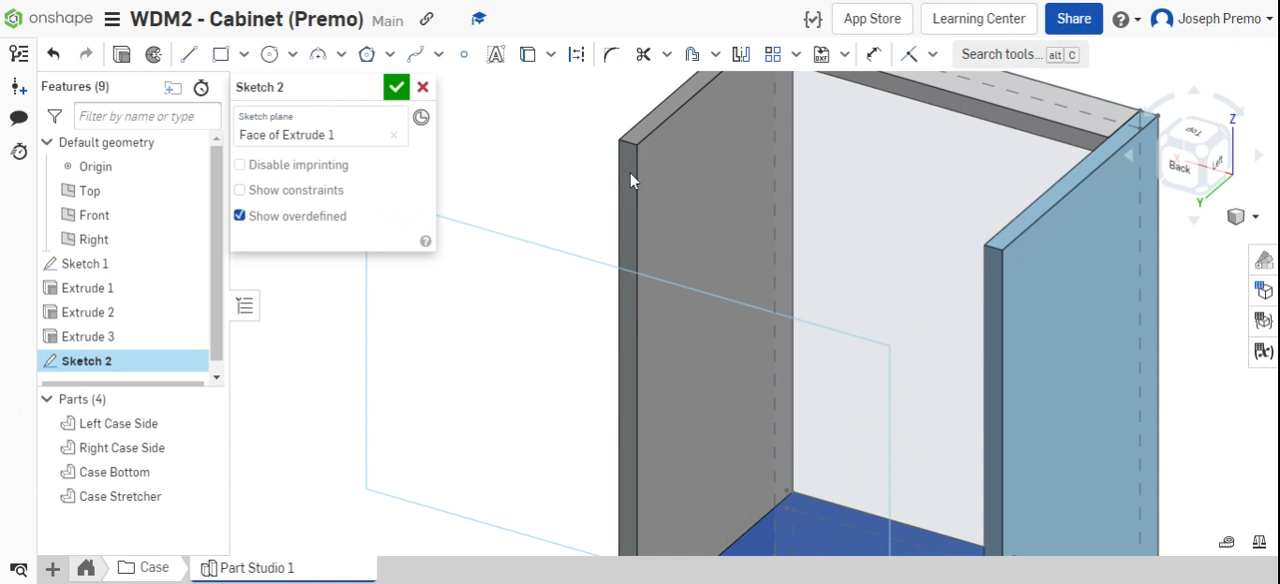 onshape WDM2 - Cabinet (Premo) Main App Store Learning Center Share Joseph Premo
Search tools... alt C
Features (9)
Filter by name or type
Default geometry
Origin
Top
Front
Right
Sketch 1
Extrude 1
Extrude 2
Extrude 3
Sketch 2
Parts (4)
Left Case Side
Right Case Side
Case Bottom
Case Stretcher
Sketch 2
Sketch plane
Face of Extrude 1
Disable imprinting
Show constraints
Show overdefined
Z
Top
Back
Left
X
Y
Case
Part Studio 1